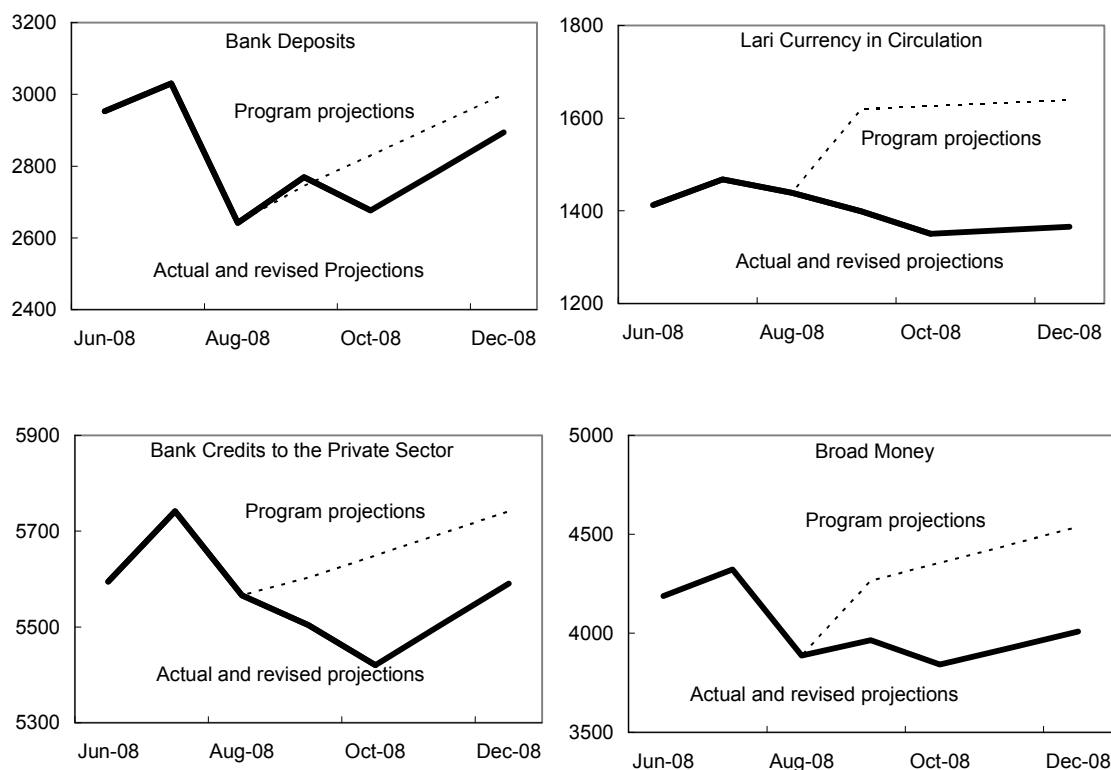 Bank Deposits
3200
3000
2800
2600
2400
Program projections
Actual and revised Projections
Jun-08 Aug-08 Oct-08 Dec-08
Lari Currency in Circulation
1800
1600
1400
1200
Program projections
Actual and revised projections
Jun-08 Aug-08 Oct-08 Dec-08
Bank Credits to the Private Sector
5900
5700
5500
5300
Program projections
Actual and revised projections
Jun-08 Aug-08 Oct-08 Dec-08
Broad Money
5000
4500
4000
3500
Program projections
Actual and revised projections
Jun-08 Aug-08 Oct-08 Dec-08